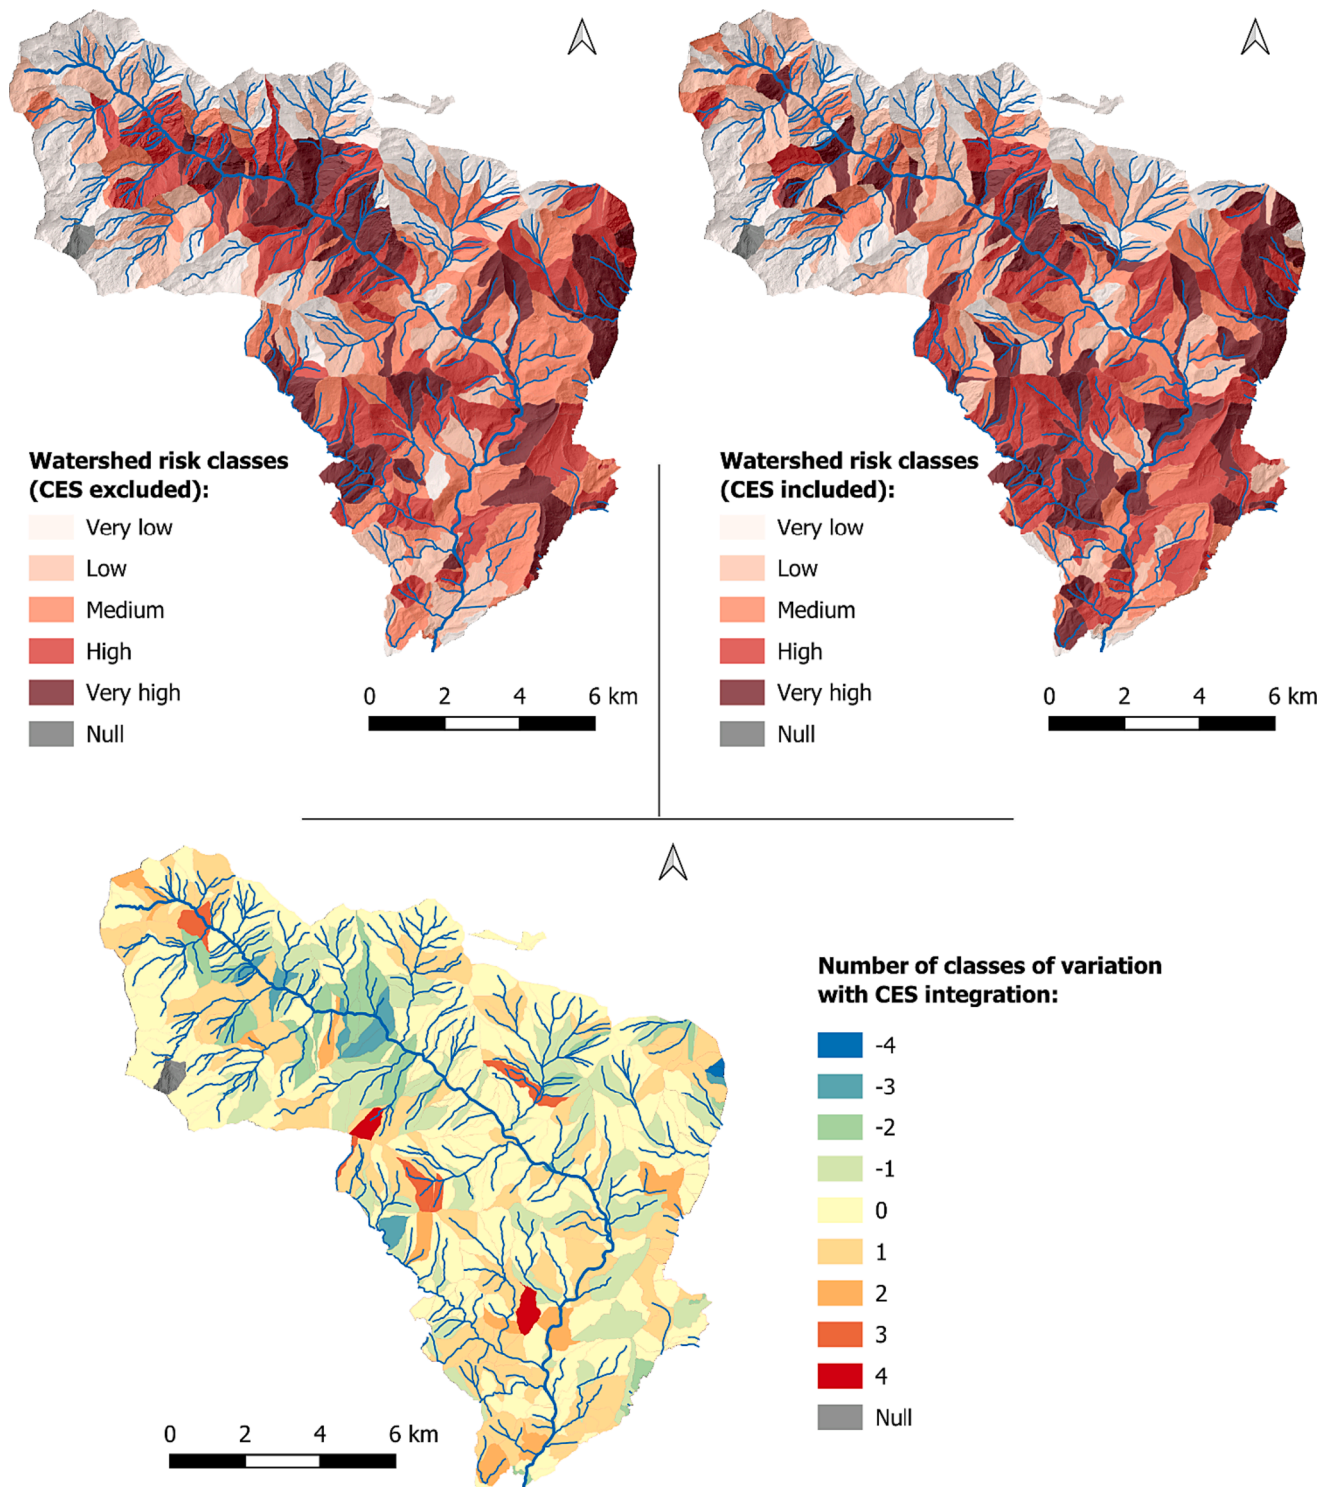 Watershed risk classes
(CES excluded):
Very low
Low
Medium
High
Very high
Null
0 2 4 6 km
Watershed risk classes
(CES included):
Very low
Low
Medium
High
Very high
Null
0 2 4 6 km
Number of classes of variation
with CES integration:
-4
-3
-2
-1
0
1
2
3
4
Null
0 2 4 6 km